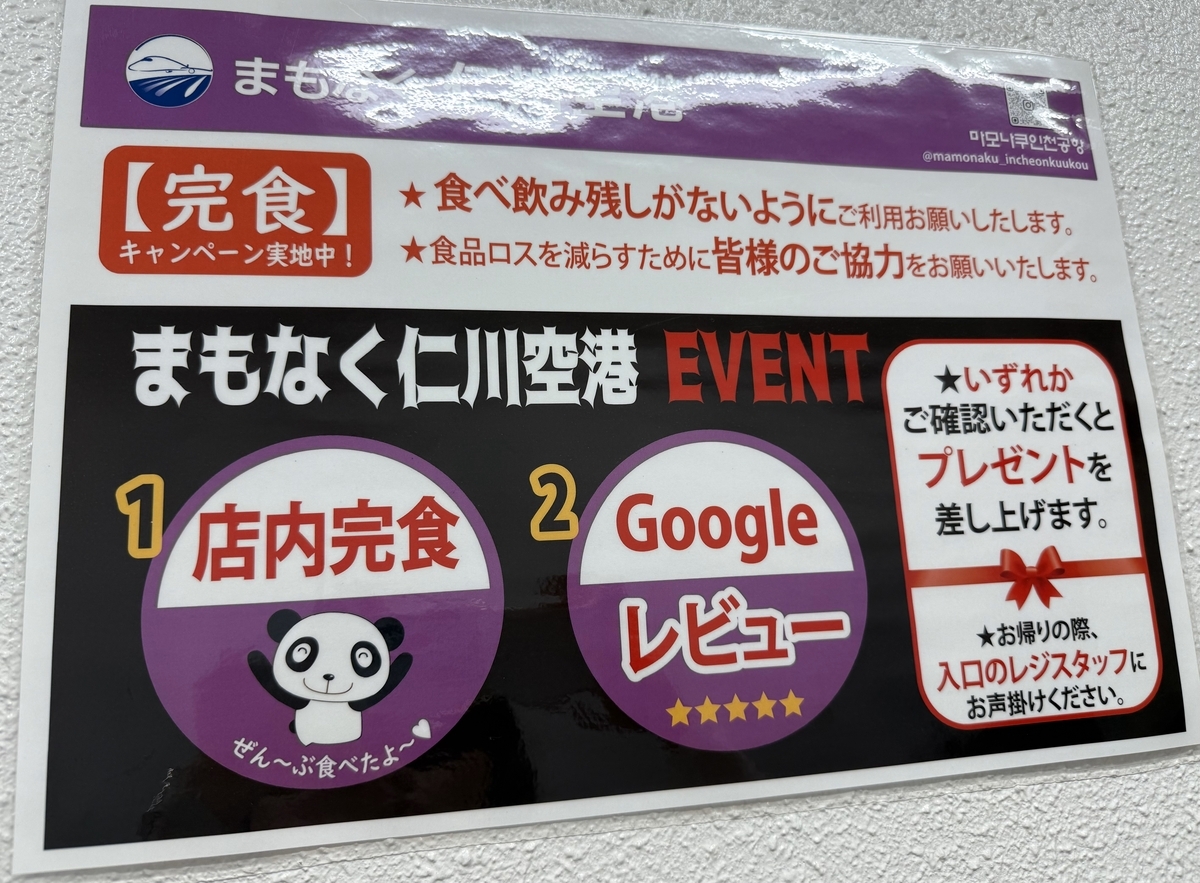 まもなく 空港
마모나쿠인천공항
@mamonaku_incheonkuukou
【完食】
キャンペーン実地中！
★食べ飲み残しがないようにご利用お願いしたします。
★食品ロスを減らすために皆様のご協力をお願いいたします。
まもなく仁川空港 EVENT
1
店内完食
ぜん〜ぶ食べたよ〜♡
2
Google
レビュー
★★★★★
★いずれか
ご確認いただくと
プレゼントを
差し上げます。
★お帰りの際、
入口のレジスタッフに
お声掛けください。